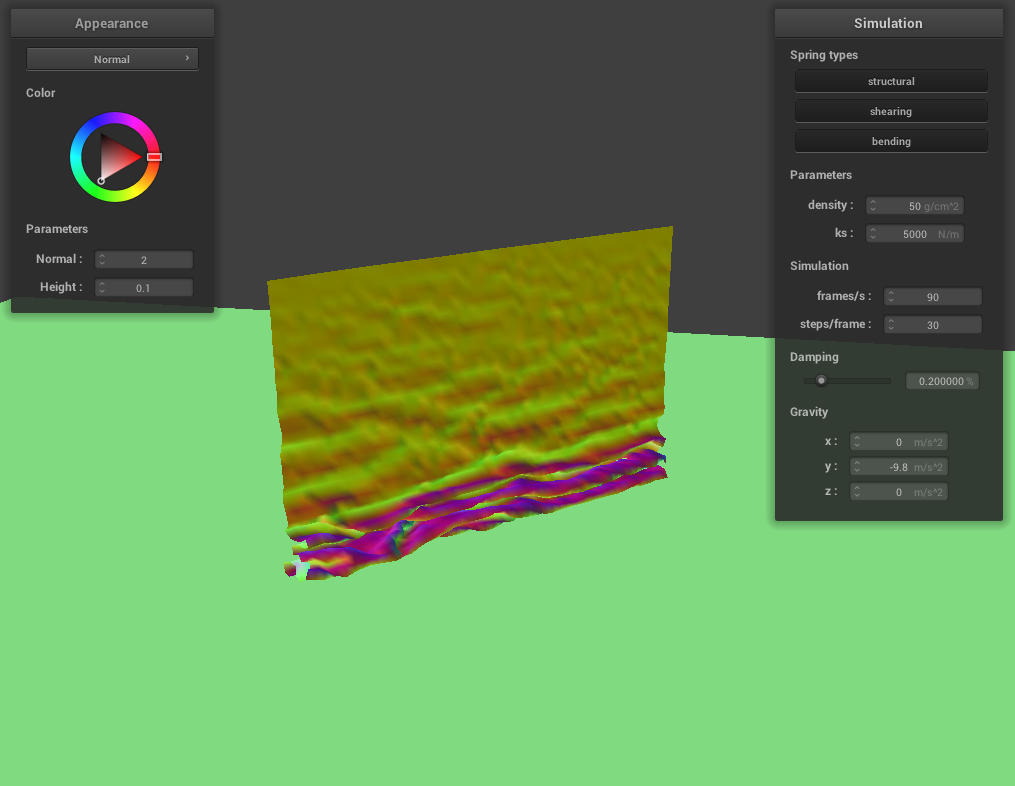 Appearance
Normal
Color
Parameters
Normal : 2
Height : 0.1
Simulation
Spring types
structural
shearing
bending
Parameters
density : 50 g/cm^2
ks : 5000 N/m
Simulation
frames/s : 90
steps/frame : 30
Damping
0.200000 %
Gravity
x : 0 m/s^2
y : -9.8 m/s^2
z : 0 m/s^2